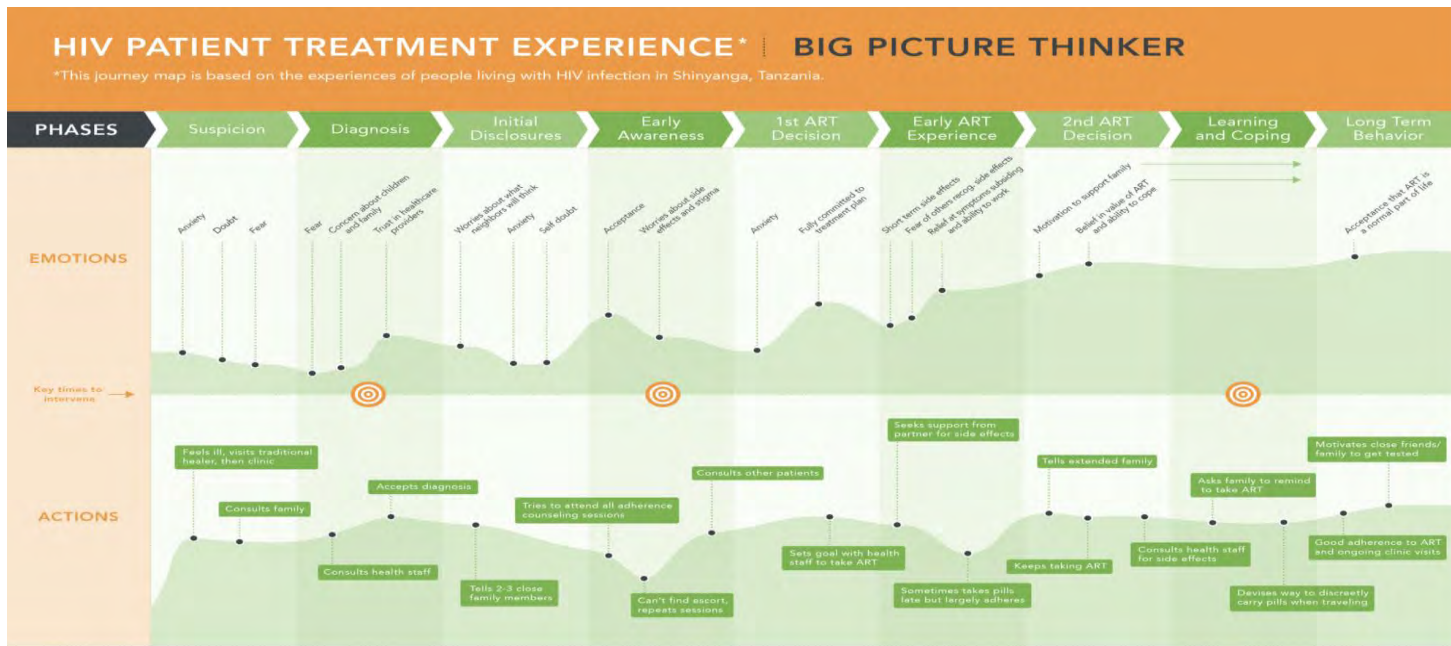 HIV PATIENT TREATMENT EXPERIENCE* | BIG PICTURE THINKER
*This journey map is based on the experiences of people living with HIV infection in Shinyanga, Tanzania.
PHASES
Suspicion
Diagnosis
Initial
Disclosures
Early
Awareness
1st ART
Decision
Early ART
Experience
2nd ART
Decision
Learning
and Coping
Long Term
Behavior
EMOTIONS
Anxiety
Doubt
Fear
Fear
Concern about children
and family
Trust in healthcare
providers
Worries about what
neighbors will think
Anxiety
Self doubt
Acceptance
Worries about side
effects and stigma
Anxiety
Fully committed to
treatment plan
Short term side effects
Fear of others recog. side effects
Relief at symptoms subsiding
and ability to work
Motivation to support family
Belief in value of ART
and ability to cope
Acceptance that ART is
a normal part of life
Key times to
intervene
ACTIONS
Feels ill, visits traditional
healer, then clinic
Consults family
Consults health staff
Accepts diagnosis
Tells 2-3 close
family members
Tries to attend all adherence
counseling sessions
Can't find escort,
repeats sessions
Consults other patients
Sets goal with health
staff to take ART
Seeks support from
partner for side effects
Sometimes takes pills
late but largely adheres
Tells extended family
Keeps taking ART
Consults health staff
for side effects
Asks family to remind
to take ART
Devises way to discreetly
carry pills when traveling
Good adherence to ART
and ongoing clinic visits
Motivates close friends/
family to get tested